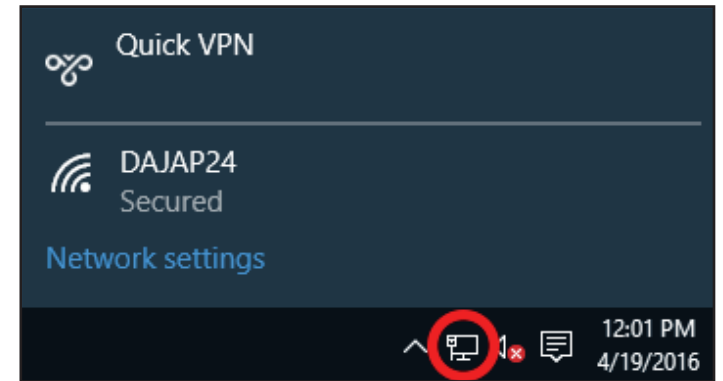 Quick VPN
DAJAP24
Secured
Network settings
12:01 PM
4/19/2016